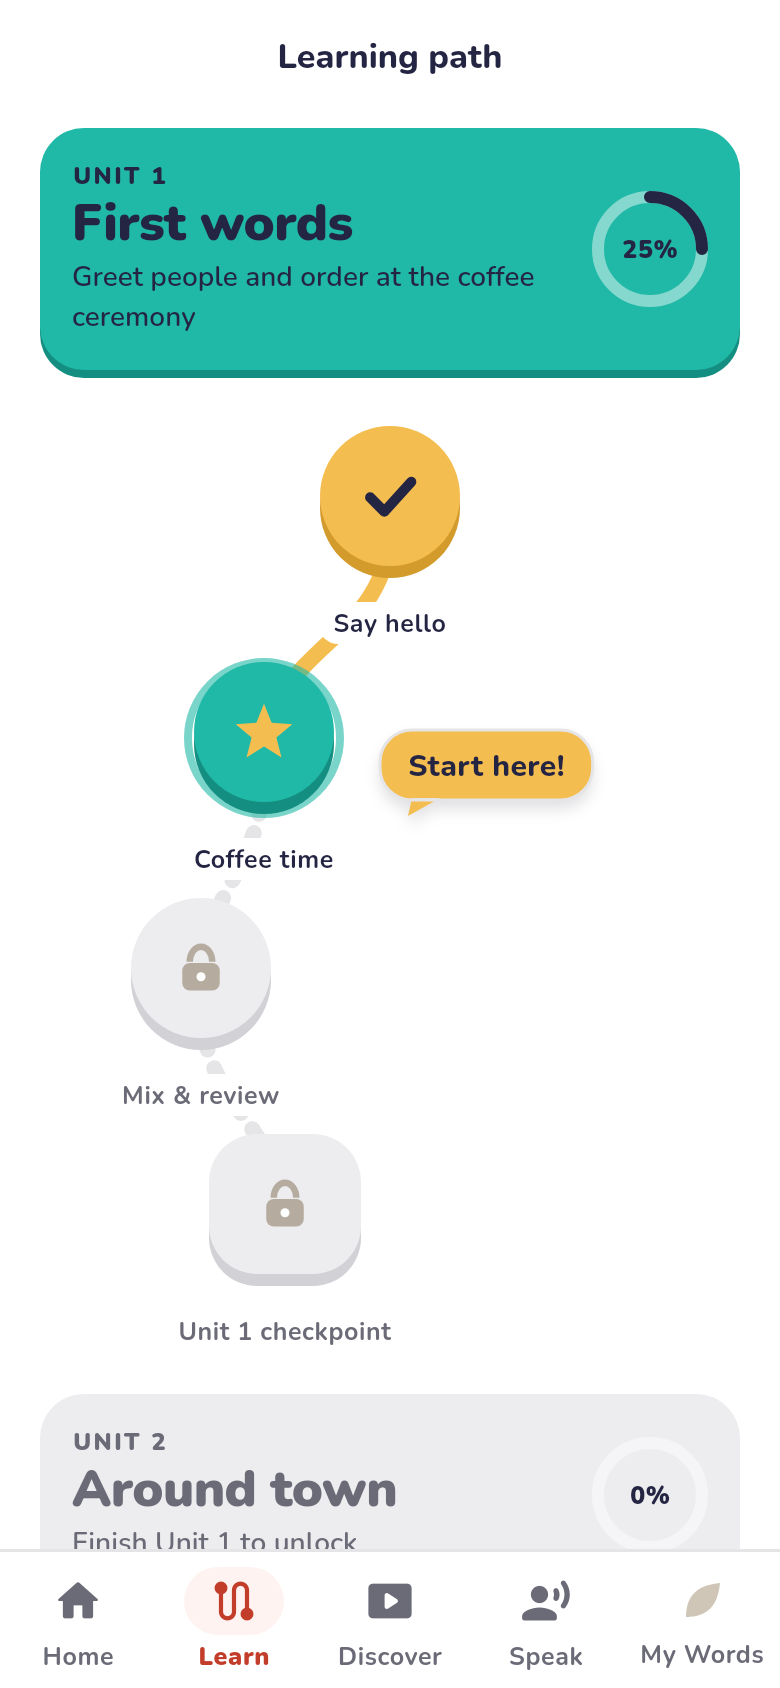 Learning path
UNIT 1
First words
Greet people and order at the coffee
ceremony
25%
Say hello
Start here!
Coffee time
Mix & review
Unit 1 checkpoint
UNIT 2
Around town
Finish Unit 1 to unlock
0%
Home
Learn
Discover
Speak
My Words